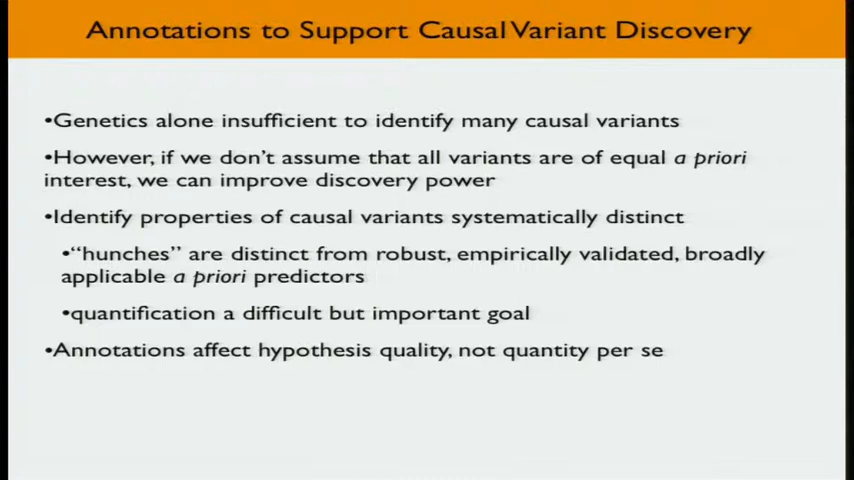 Annotations to Support Causal Variant Discovery
•Genetics alone insufficient to identify many causal variants
•However, if we don't assume that all variants are of equal a priori
interest, we can improve discovery power
•Identify properties of causal variants systematically distinct
•“hunches” are distinct from robust, empirically validated, broadly
applicable a priori predictors
•quantification a difficult but important goal
•Annotations affect hypothesis quality, not quantity per se